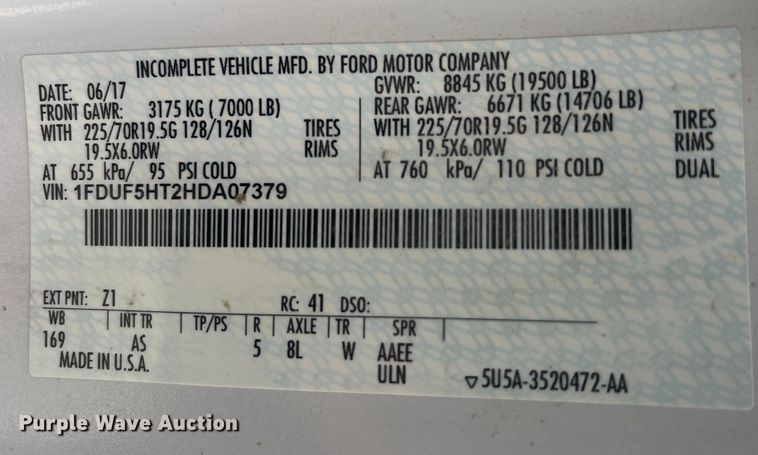 INCOMPLETE VEHICLE MFD. BY FORD MOTOR COMPANY
DATE: 06/17 GVWR: 8845 KG (19500 LB)
FRONT GAWR: 3175 KG ( 7000 LB) REAR GAWR: 6671 KG (14706 LB)
WITH 225/70R19.5G 128/126N TIRES WITH 225/70R19.5G 128/126N TIRES
19.5X6.0RW RIMS 19.5X6.0RW RIMS
AT 655 kPa/ 95 PSI COLD AT 760 kPa/ 110 PSI COLD DUAL
VIN: 1FDUF5HT2HDA07379
EXT PNT: Z1 RC: 41 DSO:
WB INT TR TP/PS R AXLE TR SPR
169 AS 5 8L W AAEE
MADE IN U.S.A. ULN ▽5U5A-3520472-AA
Purple Wave Auction